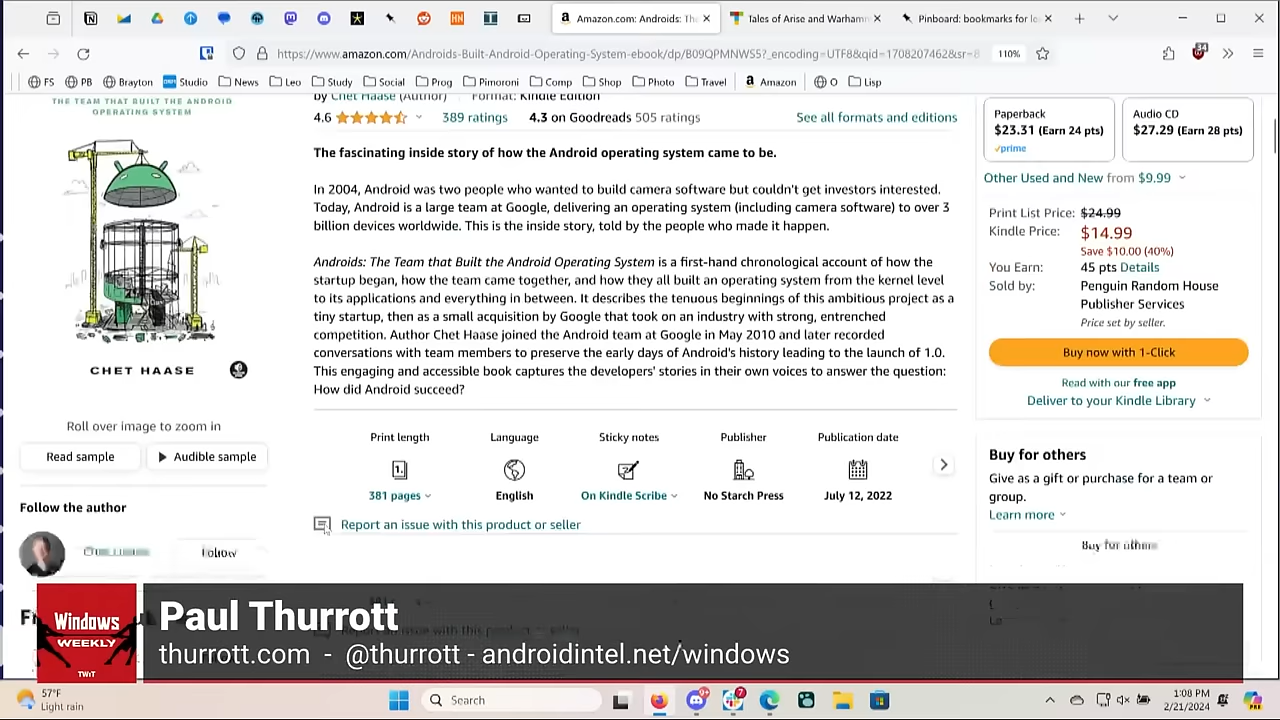 Amazon.com: Androids: The
Tales of Arise and Warhamm
Pinboard: bookmarks for lo
https://www.amazon.com/Androids-Built-Android-Operating-System-ebook/dp/B09QPMNWS5?_encoding=UTF8&qid=1708207462&sr=8
110%
FS
PB
Brayton
Studio
News
Leo
Study
Social
Prog
Pimoroni
Comp
Shop
Photo
Travel
Amazon
O
Lisp
THE TEAM THAT BUILT THE ANDROID
OPERATING SYSTEM
CHET HAASE
Roll over image to zoom in
Read sample
Audible sample
Follow the author
Follow
by Chet Haase (Author) Format: Kindle Edition
4.6 389 ratings 4.3 on Goodreads 505 ratings See all formats and editions
The fascinating inside story of how the Android operating system came to be.
In 2004, Android was two people who wanted to build camera software but couldn't get investors interested.
Today, Android is a large team at Google, delivering an operating system (including camera software) to over 3
billion devices worldwide. This is the inside story, told by the people who made it happen.
Androids: The Team that Built the Android Operating System is a first-hand chronological account of how the
startup began, how the team came together, and how they all built an operating system from the kernel level
to its applications and everything in between. It describes the tenuous beginnings of this ambitious project as a
tiny startup, then as a small acquisition by Google that took on an industry with strong, entrenched
competition. Author Chet Haase joined the Android team at Google in May 2010 and later recorded
conversations with team members to preserve the early days of Android's history leading to the launch of 1.0.
This engaging and accessible book captures the developers' stories in their own voices to answer the question:
How did Android succeed?
Print length
381 pages
Language
English
Sticky notes
On Kindle Scribe
Publisher
No Starch Press
Publication date
July 12, 2022
Report an issue with this product or seller
Paperback
$23.31 (Earn 24 pts)
prime
Audio CD
$27.29 (Earn 28 pts)
Other Used and New from $9.99
Print List Price: $24.99
Kindle Price: $14.99
Save $10.00 (40%)
You Earn: 45 pts Details
Sold by: Penguin Random House
Publisher Services
Price set by seller.
Buy now with 1-Click
Read with our free app
Deliver to your Kindle Library
Buy for others
Give as a gift or purchase for a team or
group.
Learn more
Buy for others
Windows
WEEKLY
TWiT
Paul Thurrott
thurrott.com - @thurrott - androidintel.net/windows
57°F
Light rain
Search
1:08 PM
2/21/2024